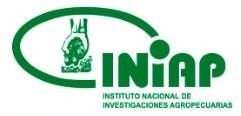 INIAP
INSTITUTO NACIONAL DE
INVESTIGACIONES AGROPECUARIAS